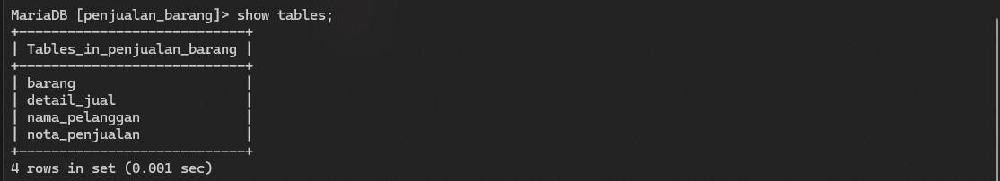 MariaDB [penjualan_barang]> show tables;
+----------------------------+
| Tables_in_penjualan_barang |
+----------------------------+
| barang                     |
| detail_jual                |
| nama_pelanggan             |
| nota_penjualan             |
+----------------------------+
4 rows in set (0.001 sec)